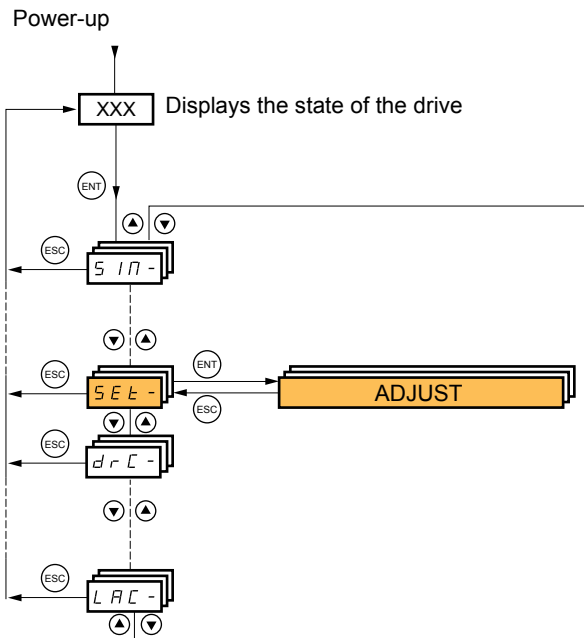 Power-up
XXX Displays the state of the drive
ENT
ESC
SIM-
ESC ENT
SEt- ADJUST
ESC
ESC
drC-
ESC
LAC-